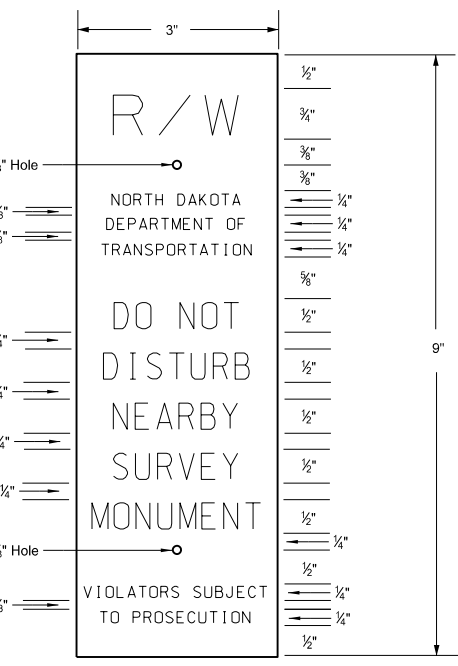 3"
½"
R / W
¾"
⅜"
" Hole
⅜"
NORTH DAKOTA
¼"
DEPARTMENT OF
¼"
TRANSPORTATION
¼"
⅝"
DO NOT
½"
9"
DISTURB
½"
NEARBY
½"
SURVEY
½"
¼"
MONUMENT
½"
¼"
" Hole
½"
VIOLATORS SUBJECT
¼"
TO PROSECUTION
¼"
½"